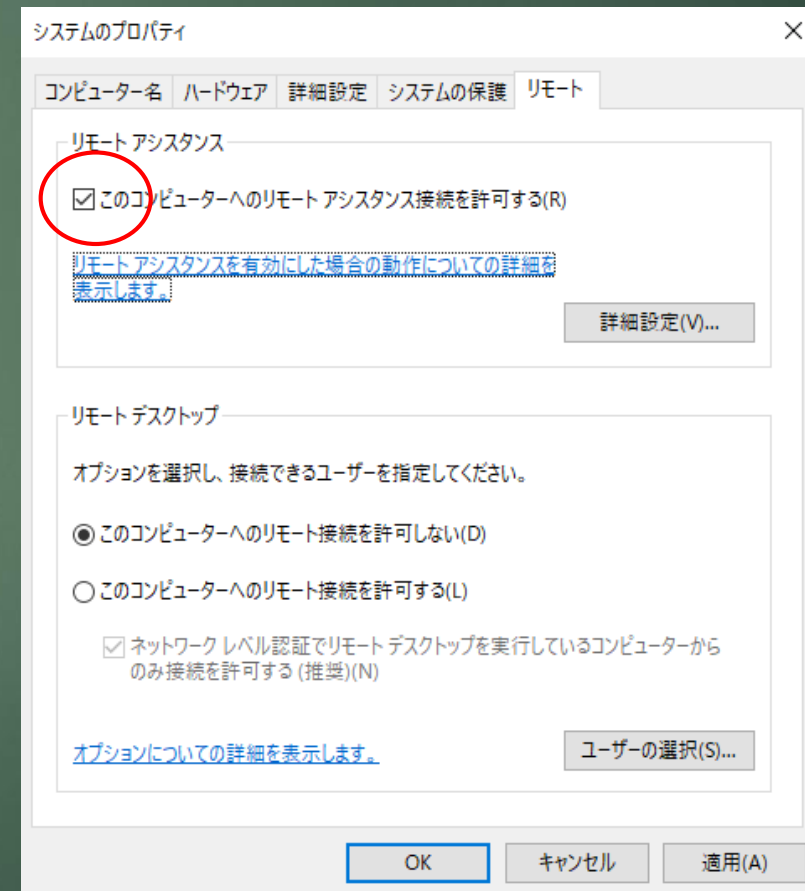 システムのプロパティ
コンピューター名 ハードウェア 詳細設定 システムの保護 リモート
リモート アシスタンス
このコンピューターへのリモート アシスタンス接続を許可する(R)
リモート アシスタンスを有効にした場合の動作についての詳細を
表示します。
詳細設定(V)...
リモート デスクトップ
オプションを選択し、接続できるユーザーを指定してください。
このコンピューターへのリモート接続を許可しない(D)
このコンピューターへのリモート接続を許可する(L)
ネットワーク レベル認証でリモート デスクトップを実行しているコンピューターから
のみ接続を許可する (推奨)(N)
オプションについての詳細を表示します。
ユーザーの選択(S)...
OK キャンセル 適用(A)